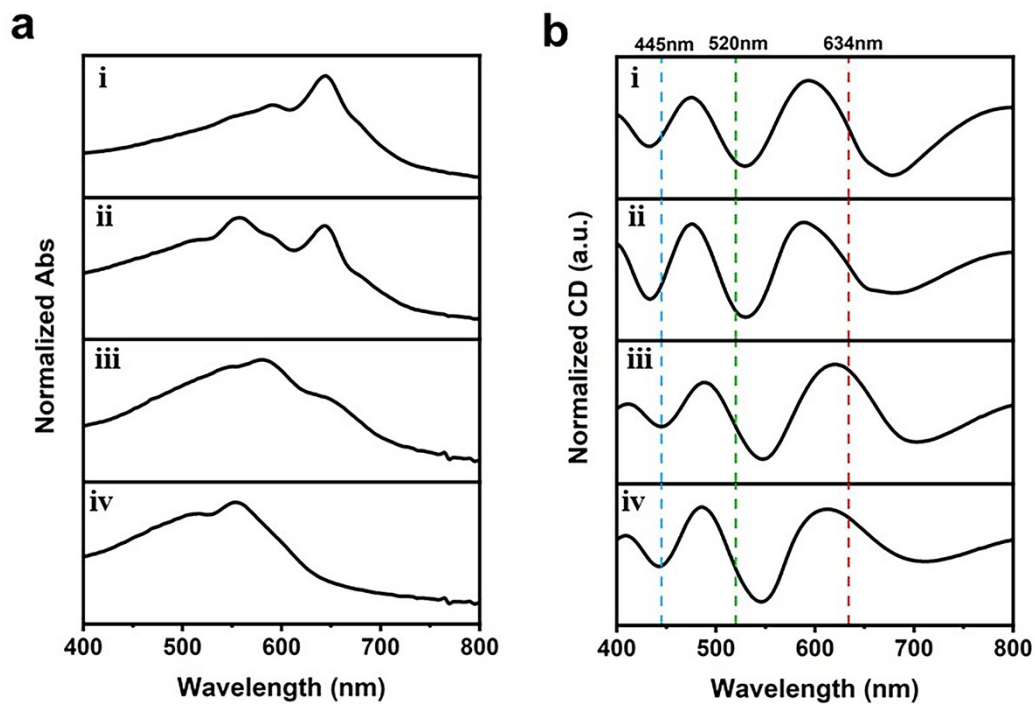 a
i
ii
iii
iv
Normalized Abs
400 500 600 700 800
Wavelength (nm)
b
445nm 520nm 634nm
i
ii
iii
iv
Normalized CD (a.u.)
400 500 600 700 800
Wavelength (nm)